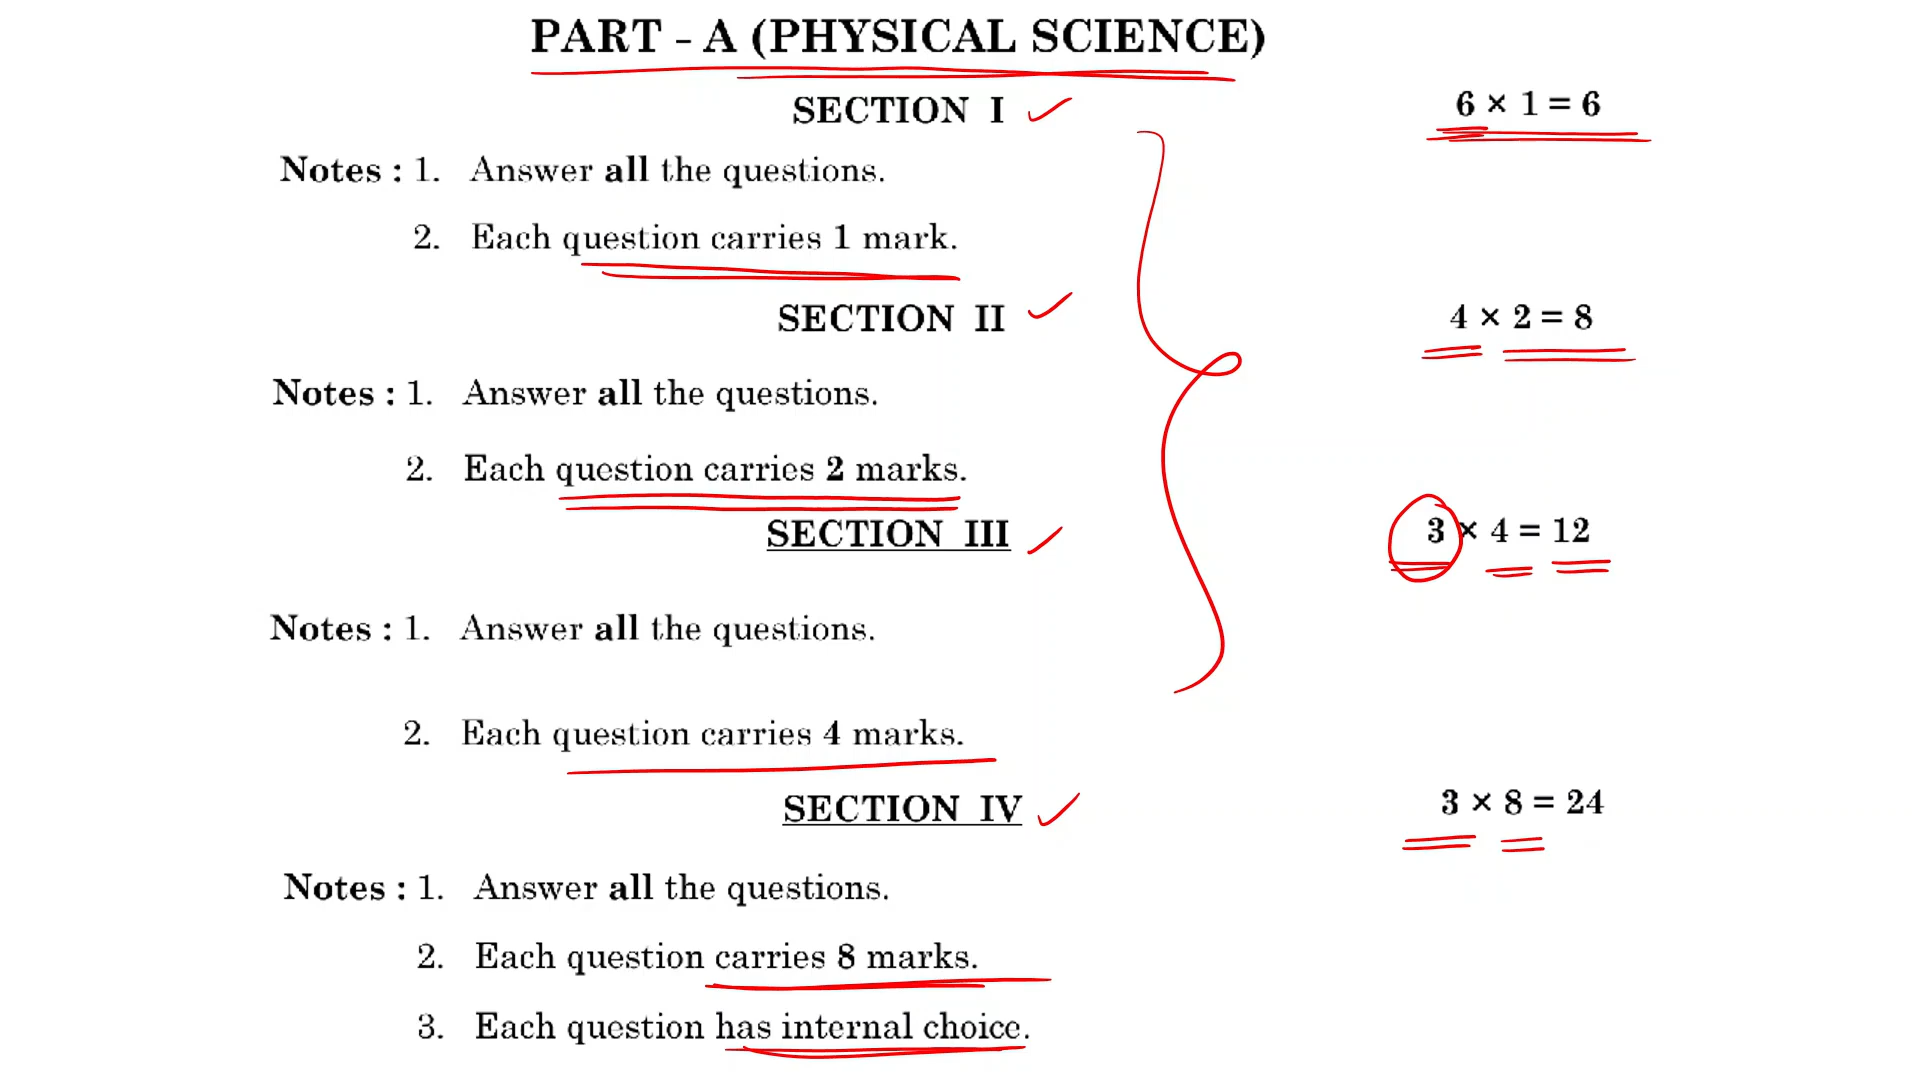 PART - A (PHYSICAL SCIENCE)
SECTION I 6 × 1 = 6
Notes : 1. Answer all the questions.
2. Each question carries 1 mark.
SECTION II 4 × 2 = 8
Notes : 1. Answer all the questions.
2. Each question carries 2 marks.
SECTION III 3 × 4 = 12
Notes : 1. Answer all the questions.
2. Each question carries 4 marks.
SECTION IV 3 × 8 = 24
Notes : 1. Answer all the questions.
2. Each question carries 8 marks.
3. Each question has internal choice.